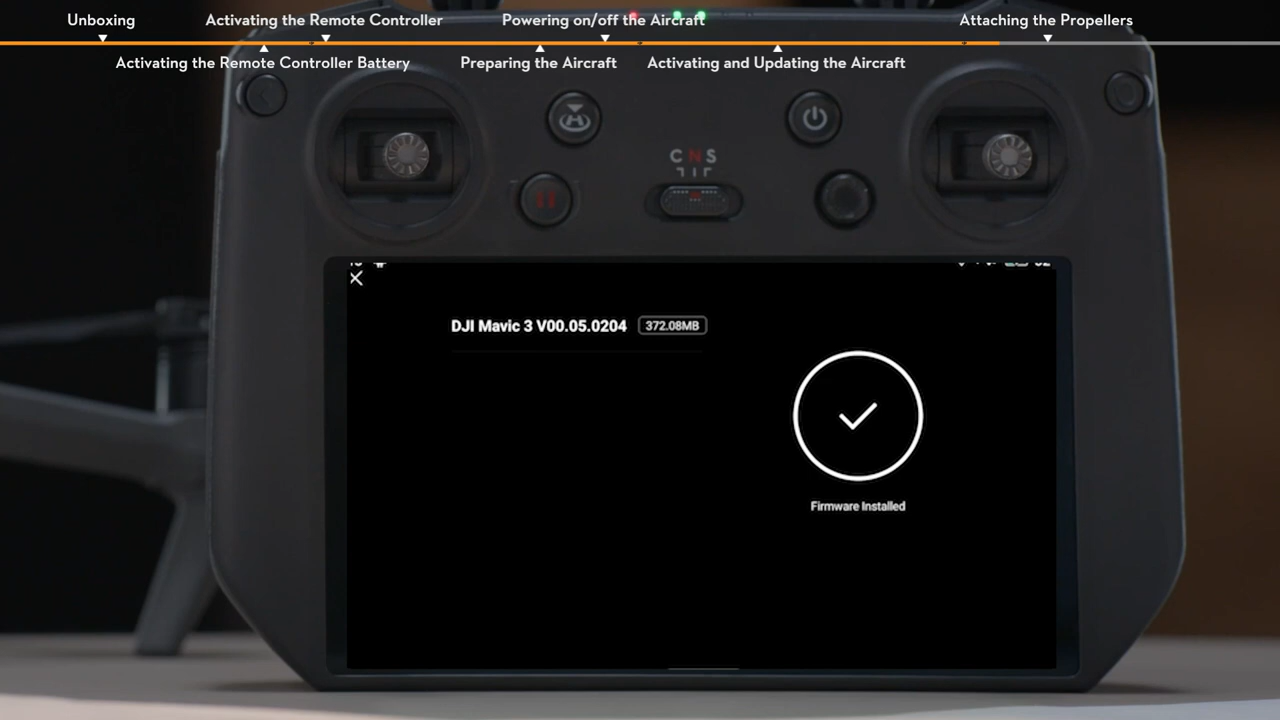 Unboxing
Activating the Remote Controller
Powering on/off the Aircraft
Attaching the Propellers
Activating the Remote Controller Battery
Preparing the Aircraft
Activating and Updating the Aircraft
C N S
DJI Mavic 3 V00.05.0204 372.08MB
Firmware Installed